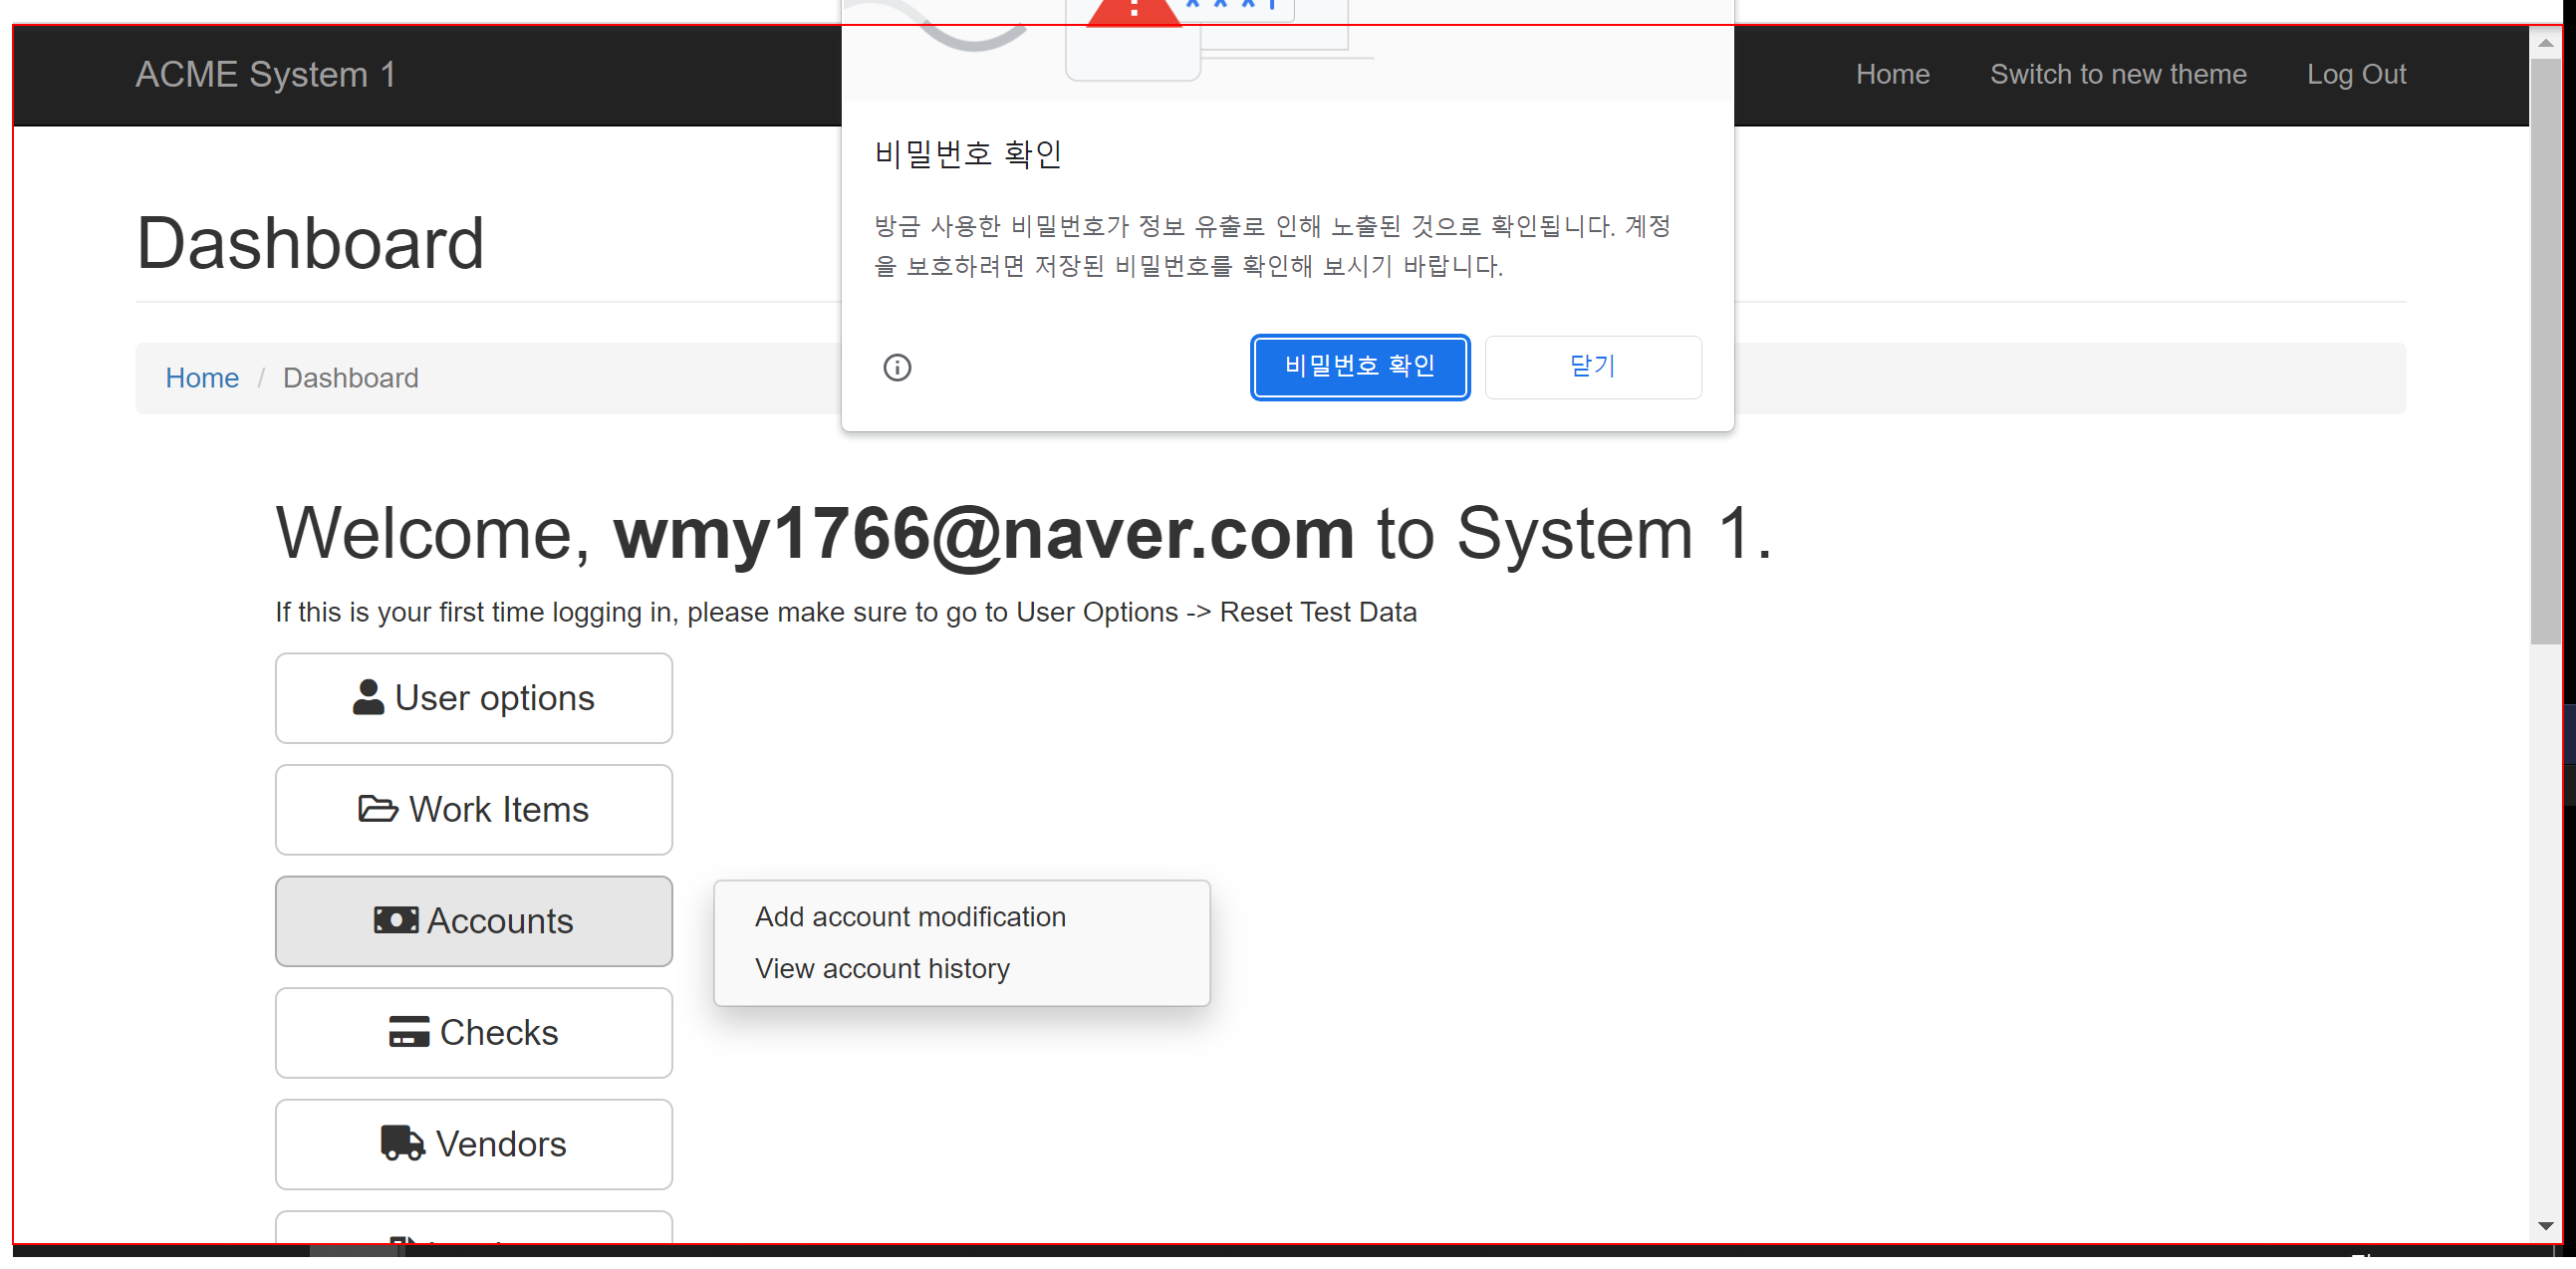 ACME System 1
Home
Switch to new theme
Log Out
비밀번호 확인
방금 사용한 비밀번호가 정보 유출로 인해 노출된 것으로 확인됩니다. 계정
을 보호하려면 저장된 비밀번호를 확인해 보시기 바랍니다.
비밀번호 확인
닫기
Dashboard
Home / Dashboard
Welcome, wmy1766@naver.com to System 1.
If this is your first time logging in, please make sure to go to User Options -> Reset Test Data
User options
Work Items
Accounts
Add account modification
View account history
Checks
Vendors